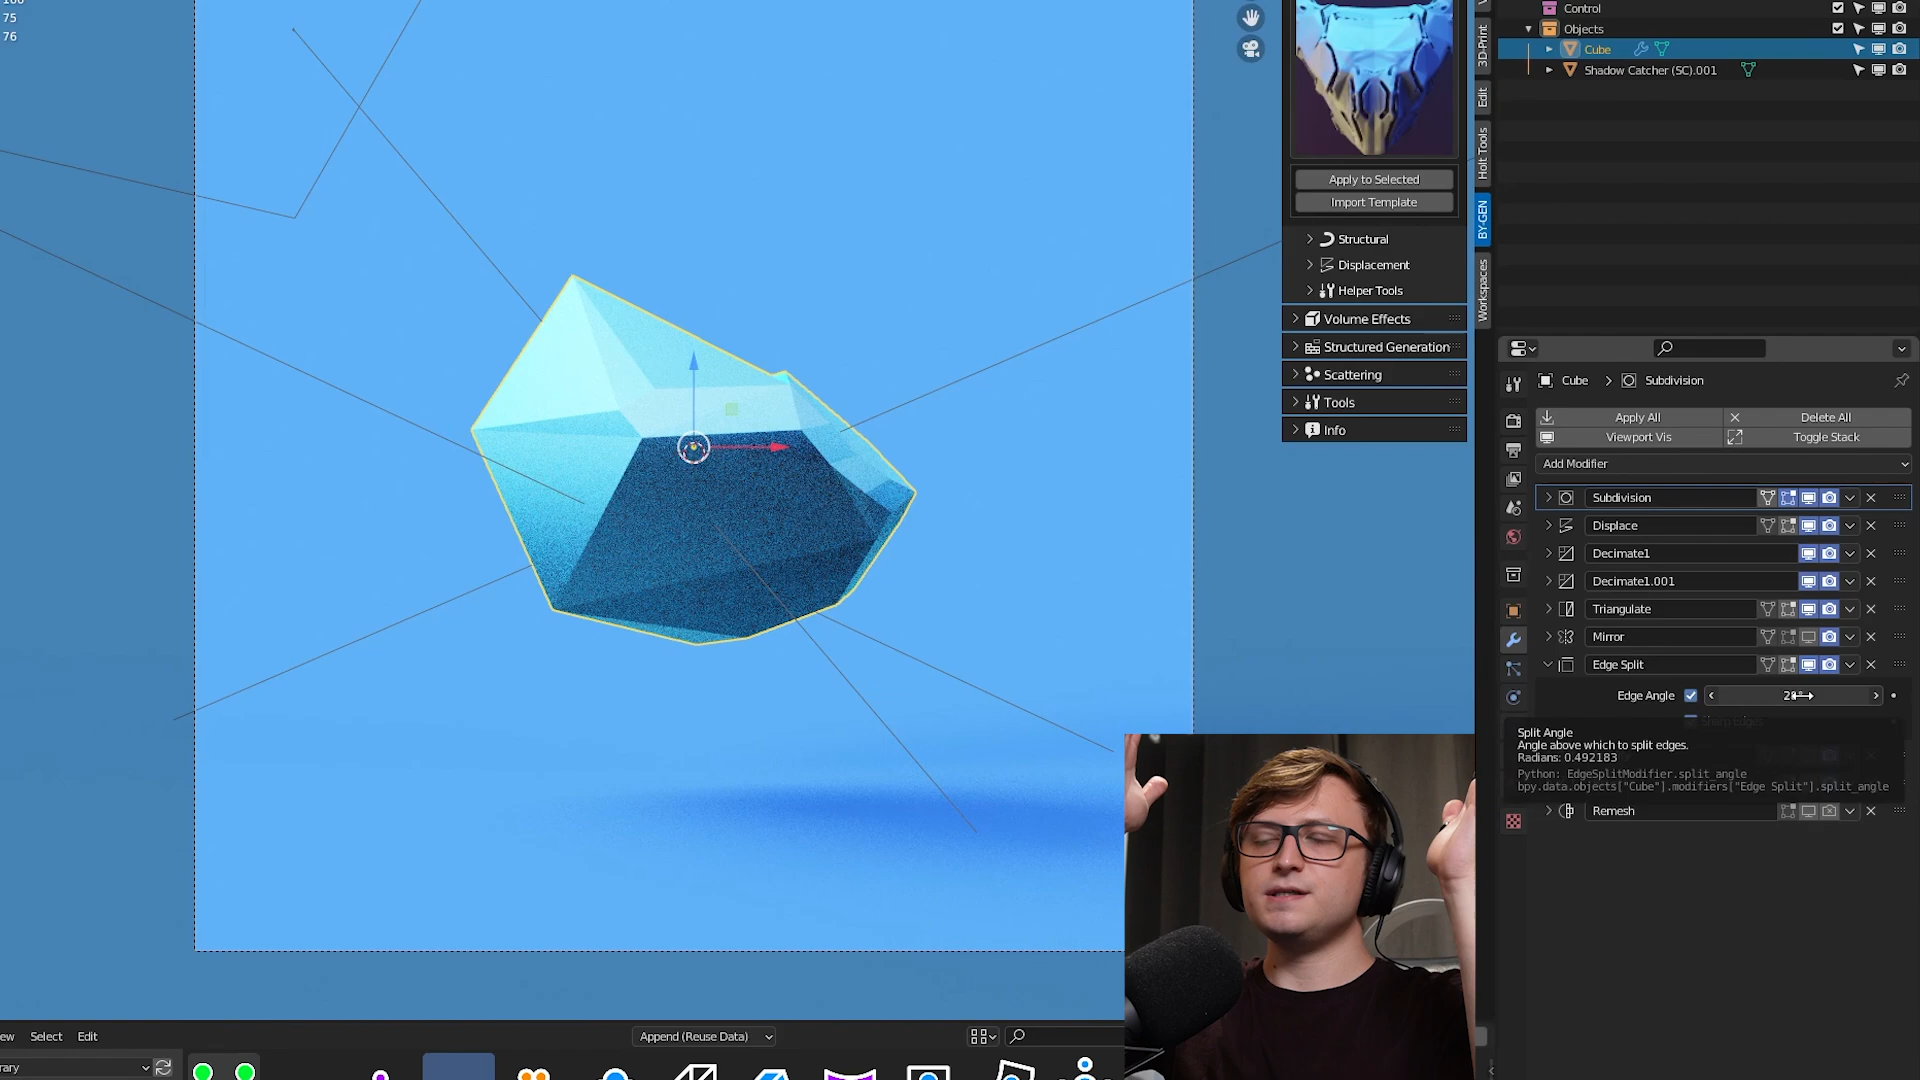 75
76
Apply to Selected
Import Template
Structural
Displacement
Helper Tools
Volume Effects
Structured Generation
Scattering
Tools
Info
3D-Print
Edit
Holt Tools
BY-GEN
Workspaces
Control
Objects
Cube
Shadow Catcher (SC).001
Cube
Subdivision
Apply All
Delete All
Viewport Vis
Toggle Stack
Add Modifier
Subdivision
Displace
Decimate1
Decimate1.001
Triangulate
Mirror
Edge Split
Edge Angle
Split Angle
Angle above which to split edges.
Radians: 0.492183
Python: EdgeSplitModifier.split_angle
bpy.data.objects["Cube"].modifiers["Edge Split"].split_angle
Remesh
Select
Edit
Append (Reuse Data)